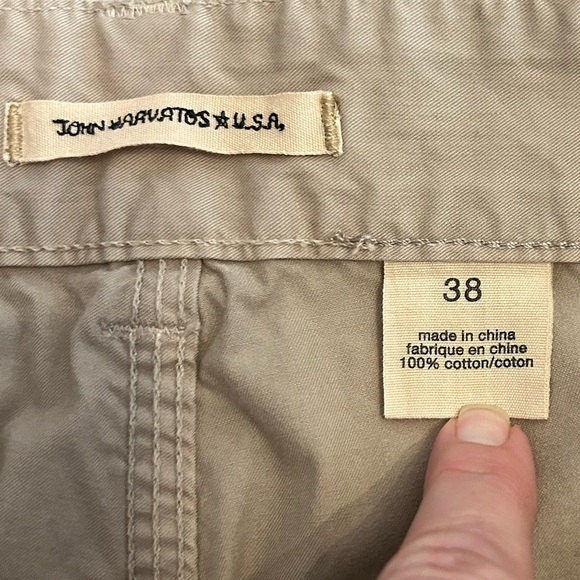 JOHN VARVATOS ☆ U.S.A.
38
made in china
fabrique en chine
100% cotton/coton